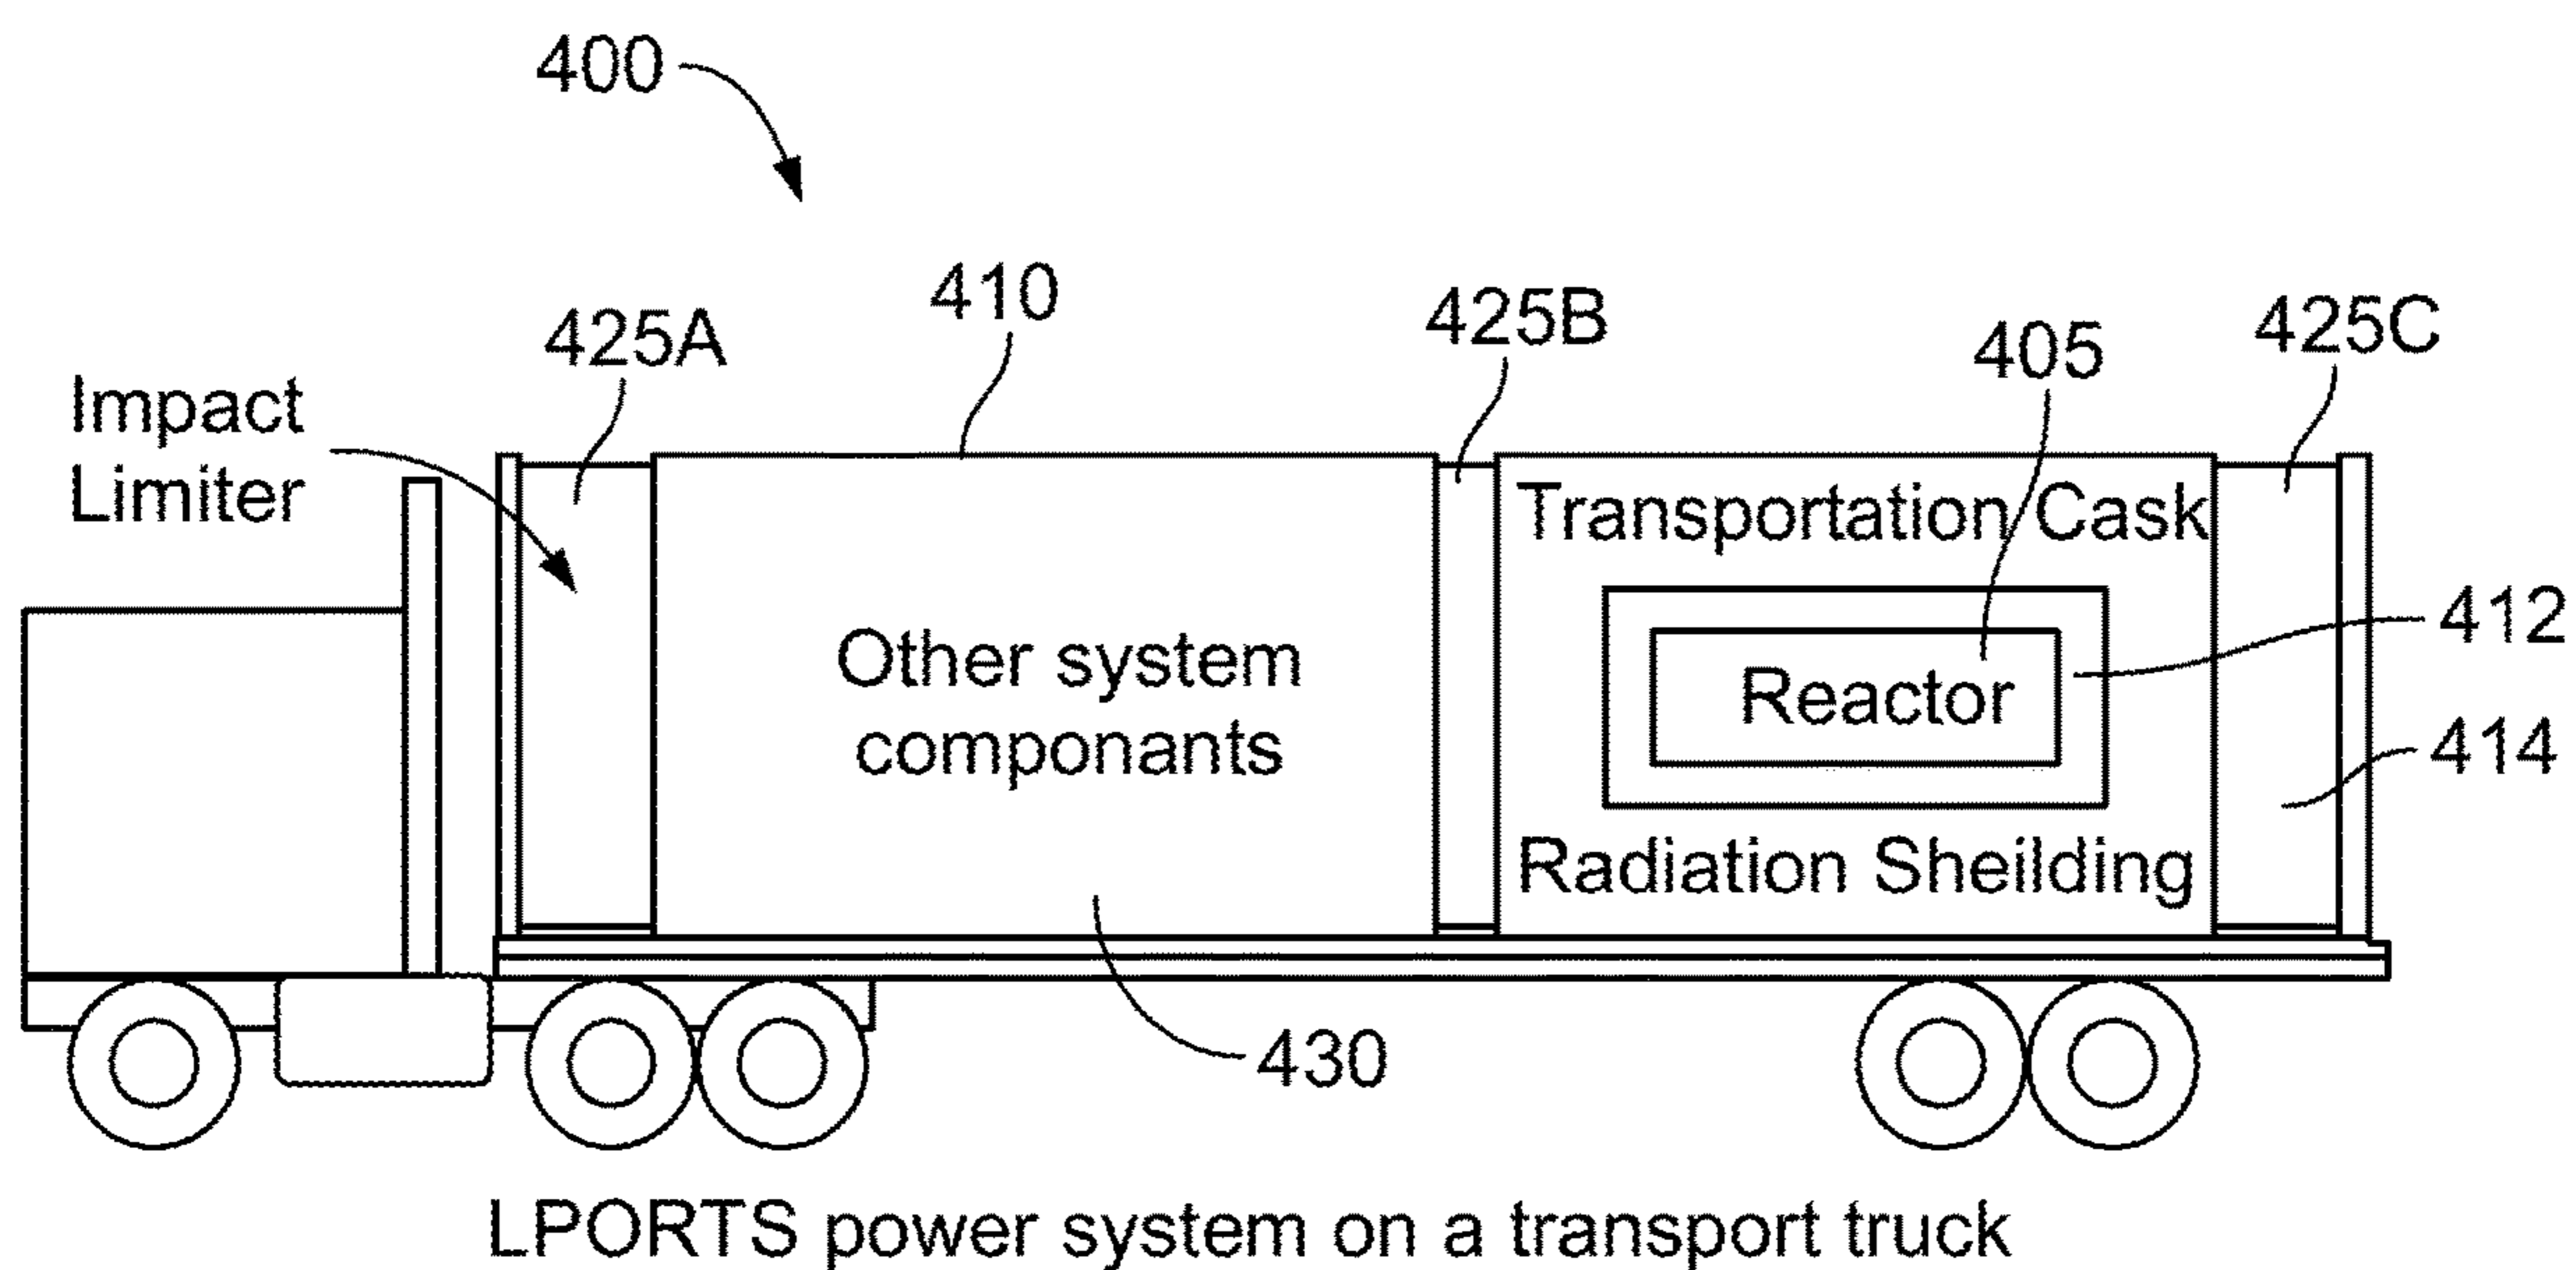 400
410
425B
425A
405
425C
Impact
Limiter
Transportation Cask
412
Other system
componants
Reactor
414
Radiation Sheilding
430
LPORTS power system on a transport truck